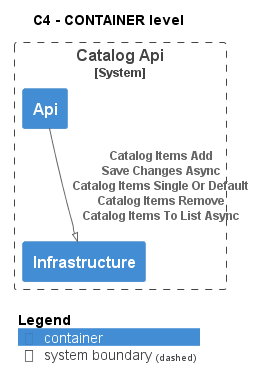 C4 - CONTAINER level
Catalog Api
[System]
Api
Catalog Items Add
Save Changes Async
Catalog Items Single Or Default
Catalog Items Remove
Catalog Items To List Async
Infrastructure
Legend
container
system boundary (dashed)